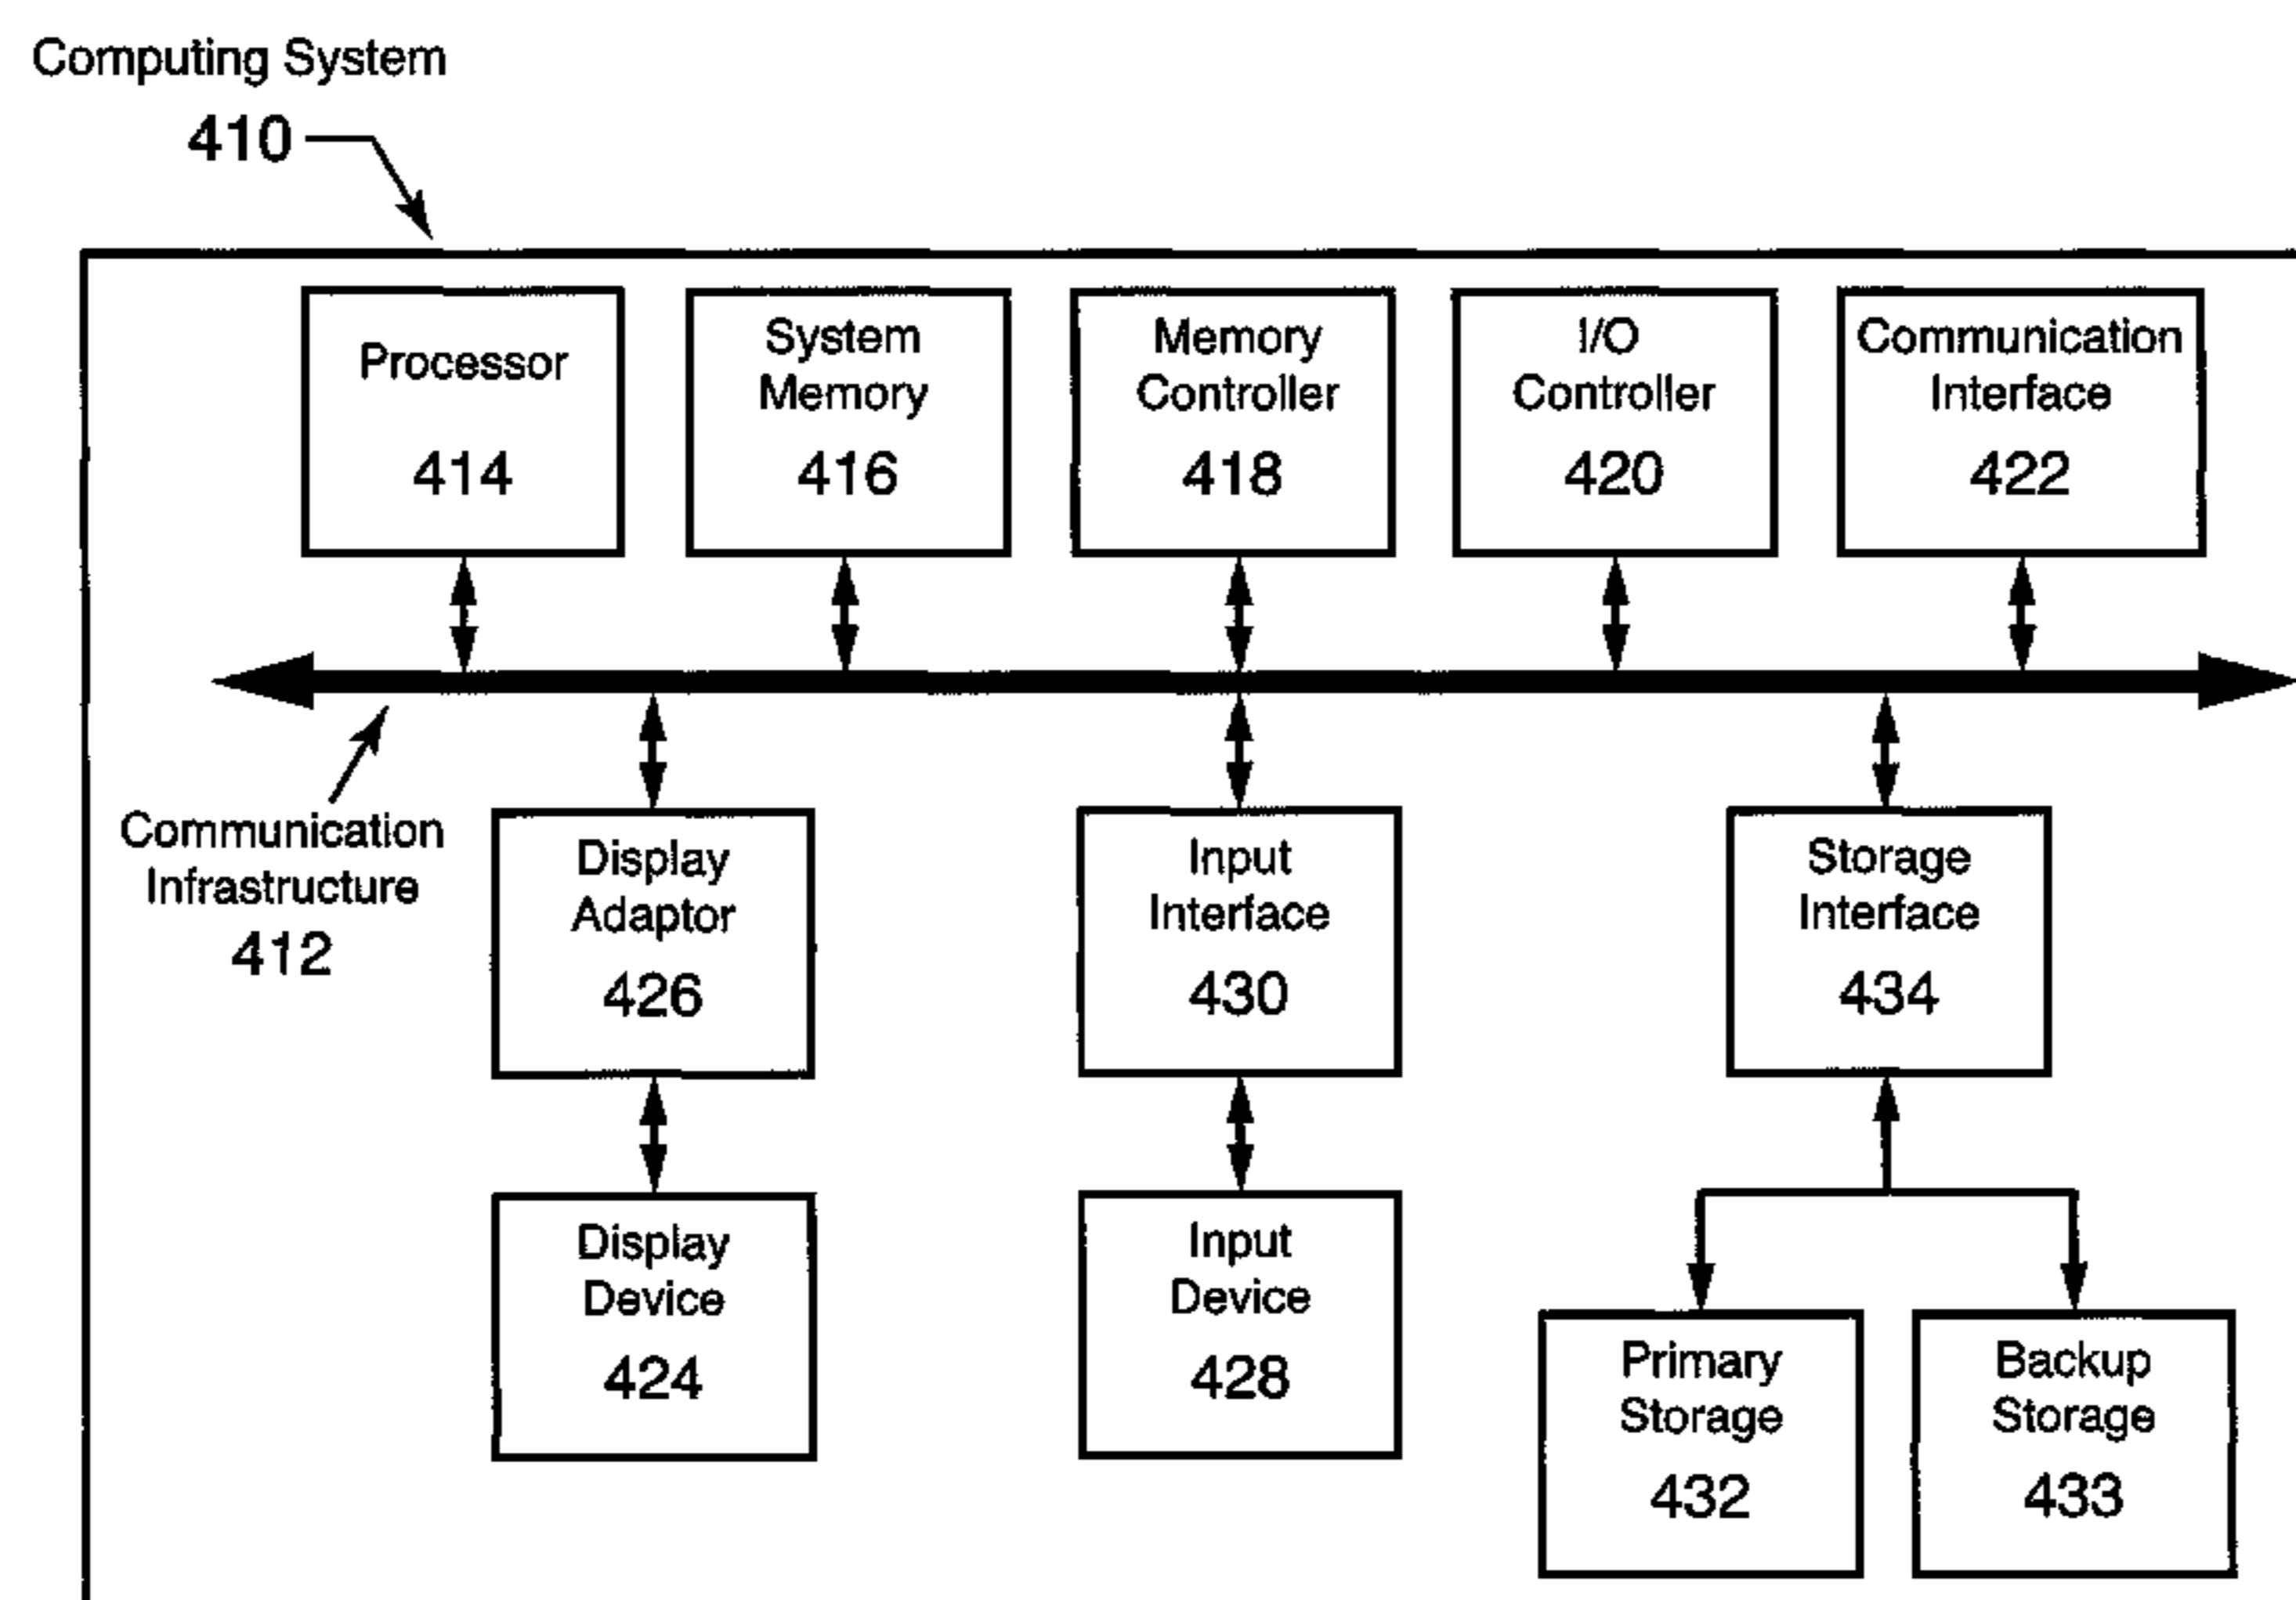 Computing System
410
Processor
414
System
Memory
416
Memory
Controller
418
I/O
Controller
420
Communication
Interface
422
Communication
Infrastructure
412
Display
Adaptor
426
Input
Interface
430
Storage
Interface
434
Display
Device
424
Input
Device
428
Primary
Storage
432
Backup
Storage
433